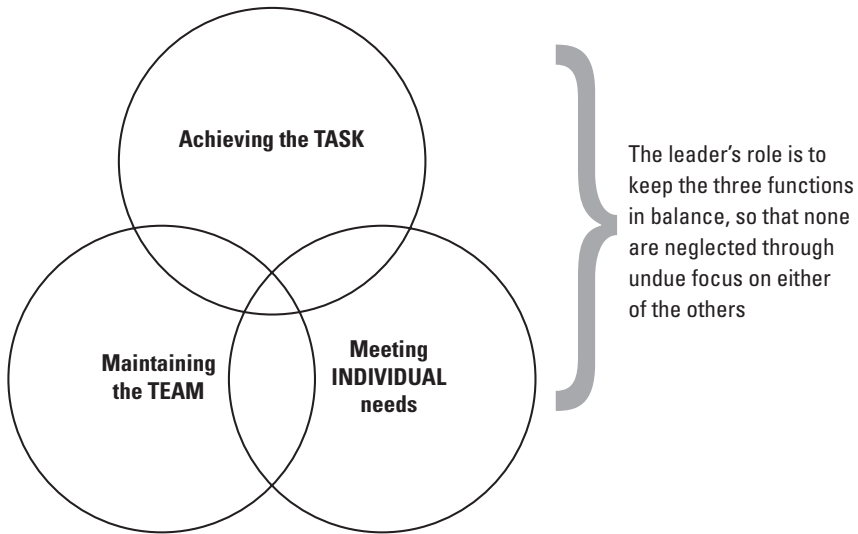 Achieving the TASK
Maintaining
the TEAM
Meeting
INDIVIDUAL
needs
The leader’s role is to
keep the three functions
in balance, so that none
are neglected through
undue focus on either
of the others